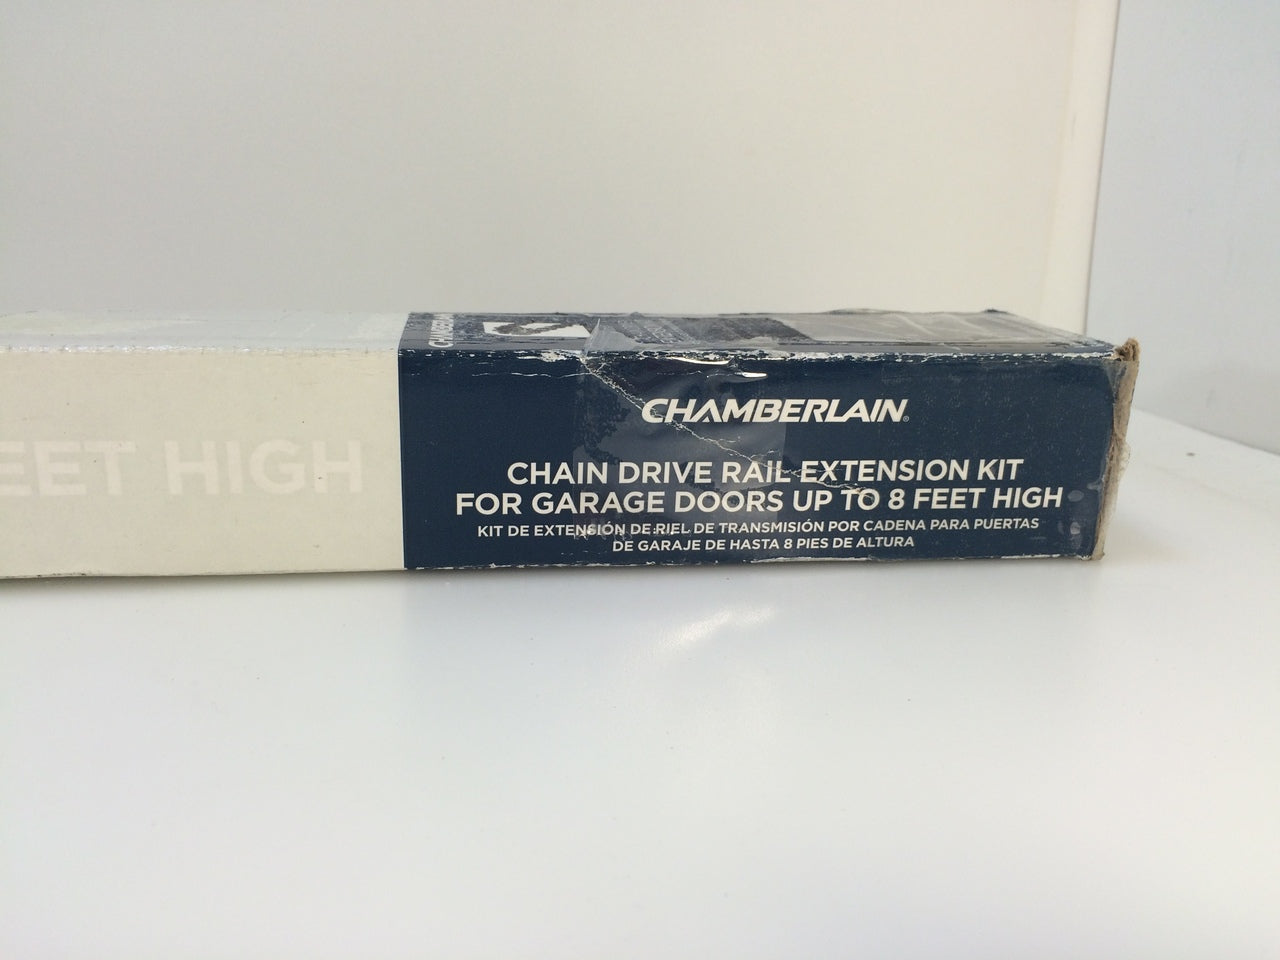 CHAMBERLAIN
CHAMBERLAIN
CHAIN DRIVE RAIL EXTENSION KIT
FOR GARAGE DOORS UP TO 8 FEET HIGH
KIT DE EXTENSIÓN DE RIEL DE TRANSMISIÓN POR CADENA PARA PUERTAS
DE GARAJE DE HASTA 8 PIES DE ALTURA
EET HIGH